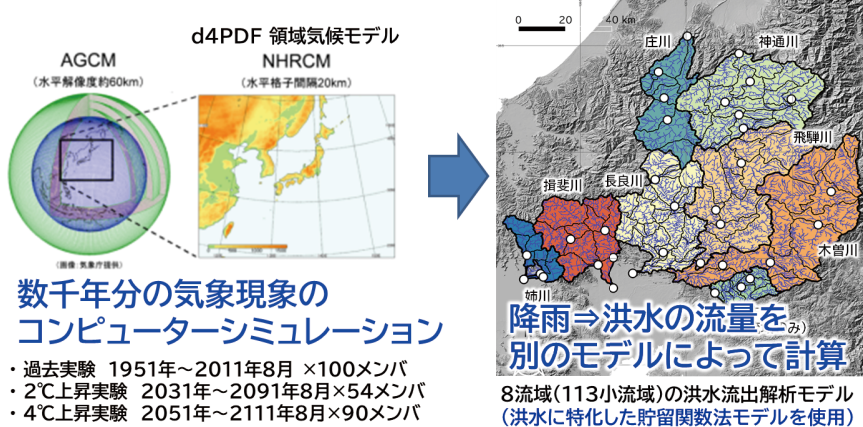 d4PDF 領域気候モデル
AGCM
（水平解像度約60km）
NHRCM
（水平格子間隔20km）
（画像：気象庁提供）
数千年分の気象現象の
コンピューターシミュレーション
・過去実験 1951年～2011年8月 ×100メンバ
・2℃上昇実験 2031年～2091年8月×54メンバ
・4℃上昇実験 2051年～2111年8月×90メンバ
0 20 40 km
庄川
神通川
飛騨川
長良川
揖斐川
木曽川
姉川
み）
降雨⇒洪水の流量を
別のモデルによって計算
8流域（113小流域）の洪水流出解析モデル
（洪水に特化した貯留関数法モデルを使用）